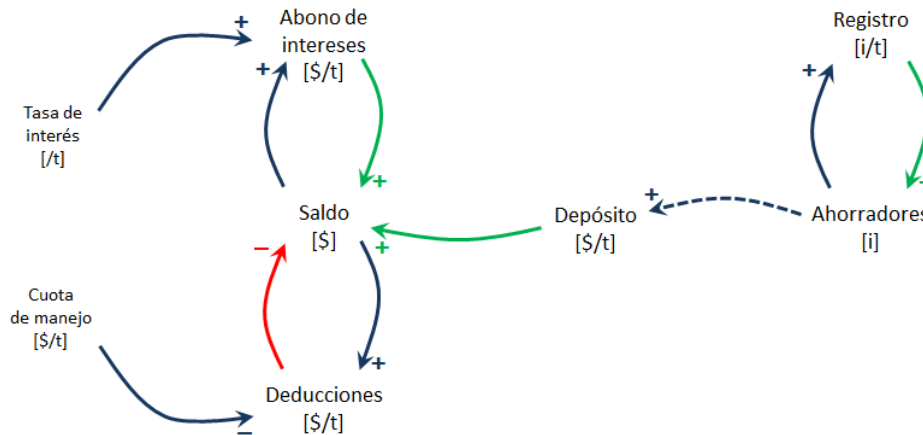 Abono de
intereses
[$/t]
Registro
[i/t]
+
+
+
Tasa de
interés
[/t]
+
+
+
Saldo
[$]
Depósito
[$/t]
Ahorradores
[i]
–
+
Cuota
de manejo
[$/t]
+
Deducciones
[$/t]
–